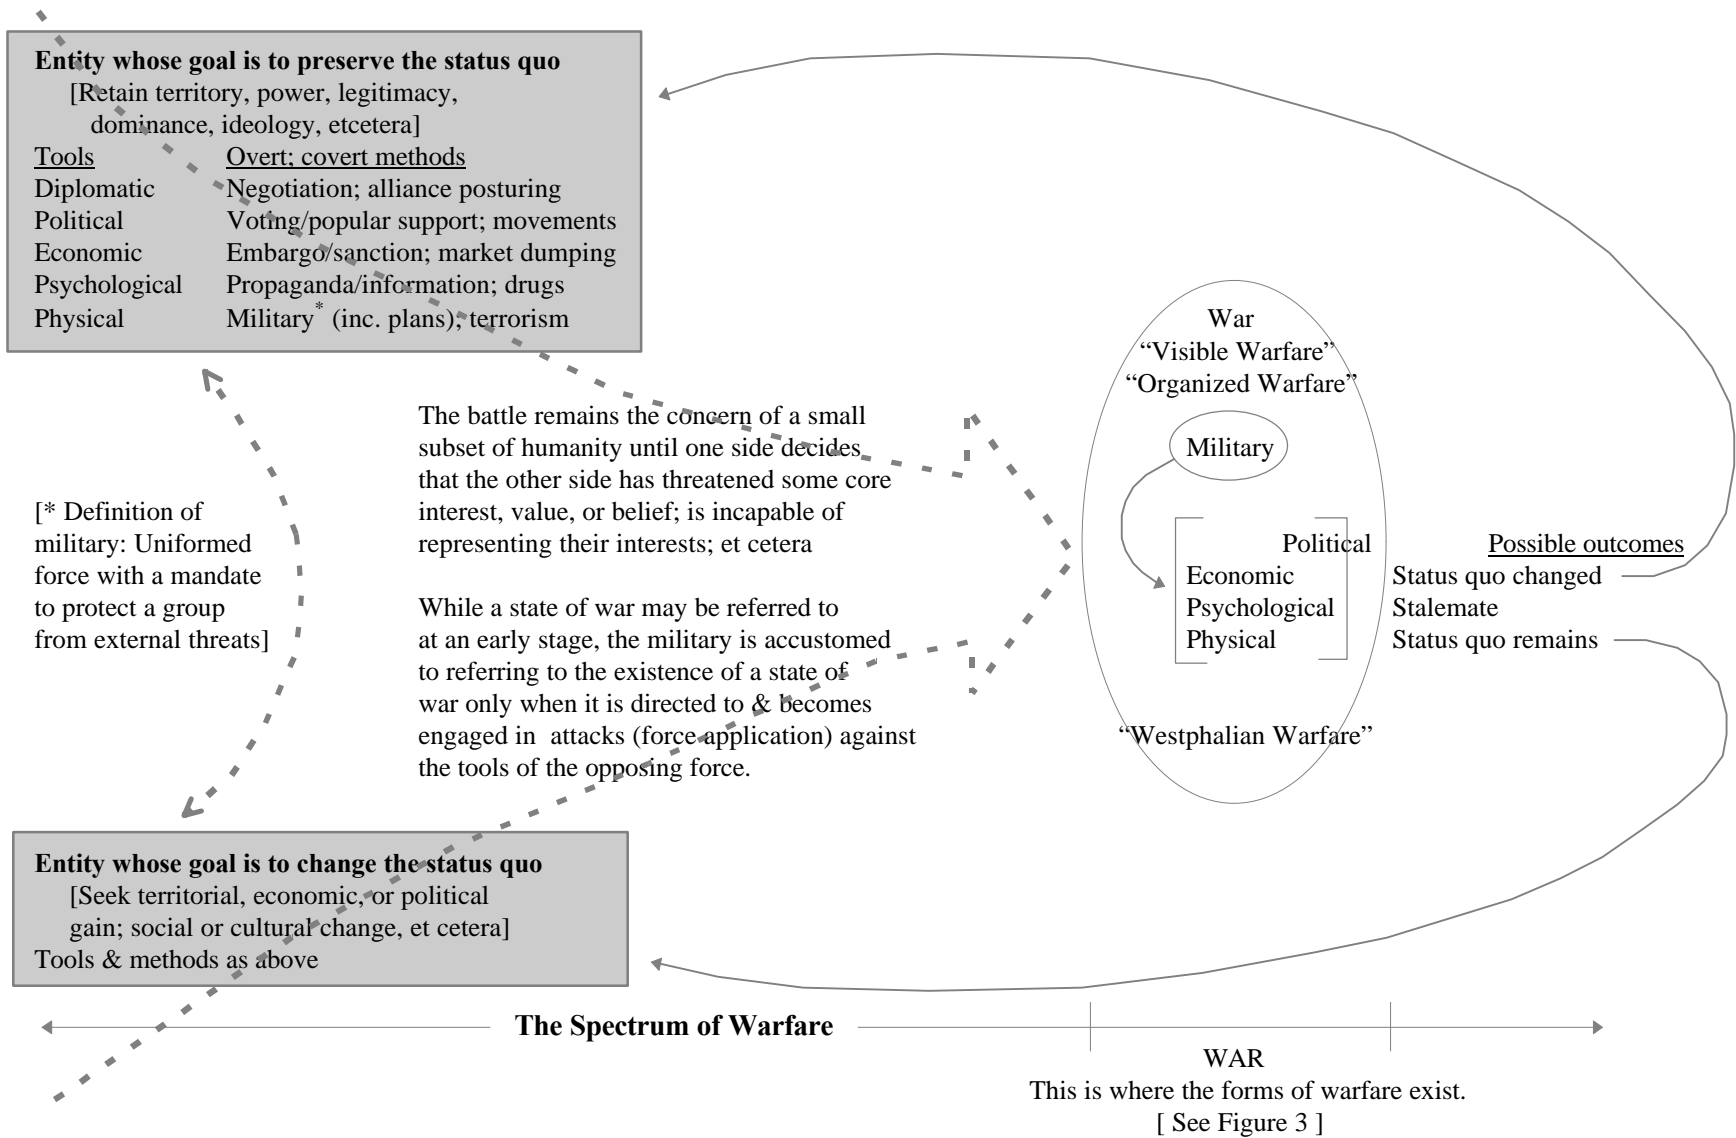 Entity whose goal is to preserve the status quo
[Retain territory, power, legitimacy,
dominance, ideology, etcetera]
Tools Overt; covert methods
Diplomatic Negotiation; alliance posturing
Political Voting/popular support; movements
Economic Embargo/sanction; market dumping
Psychological Propaganda/information; drugs
Physical Military* (inc. plans); terrorism
[* Definition of
military: Uniformed
force with a mandate
to protect a group
from external threats]
The battle remains the concern of a small
subset of humanity until one side decides
that the other side has threatened some core
interest, value, or belief; is incapable of
representing their interests; et cetera
While a state of war may be referred to
at an early stage, the military is accustomed
to referring to the existence of a state of
war only when it is directed to & becomes
engaged in attacks (force application) against
the tools of the opposing force.
War
“Visible Warfare”
“Organized Warfare”
Military
Political
Economic
Psychological
Physical
“Westphalian Warfare”
Possible outcomes
Status quo changed
Stalemate
Status quo remains
Entity whose goal is to change the status quo
[Seek territorial, economic, or political
gain; social or cultural change, et cetera]
Tools & methods as above
The Spectrum of Warfare
WAR
This is where the forms of warfare exist.
[ See Figure 3 ]